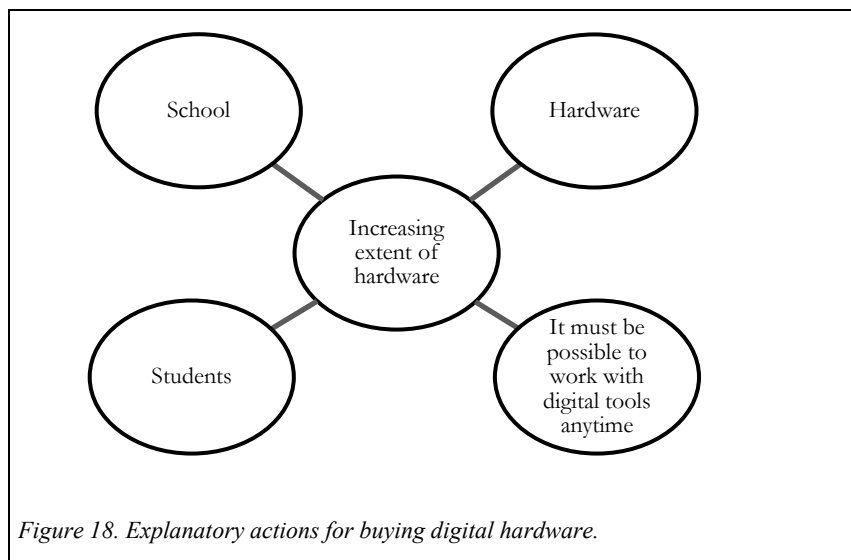 School
Hardware
Increasing
extent of
hardware
Students
It must be
possible to
work with
digital tools
anytime
Figure 18. Explanatory actions for buying digital hardware.